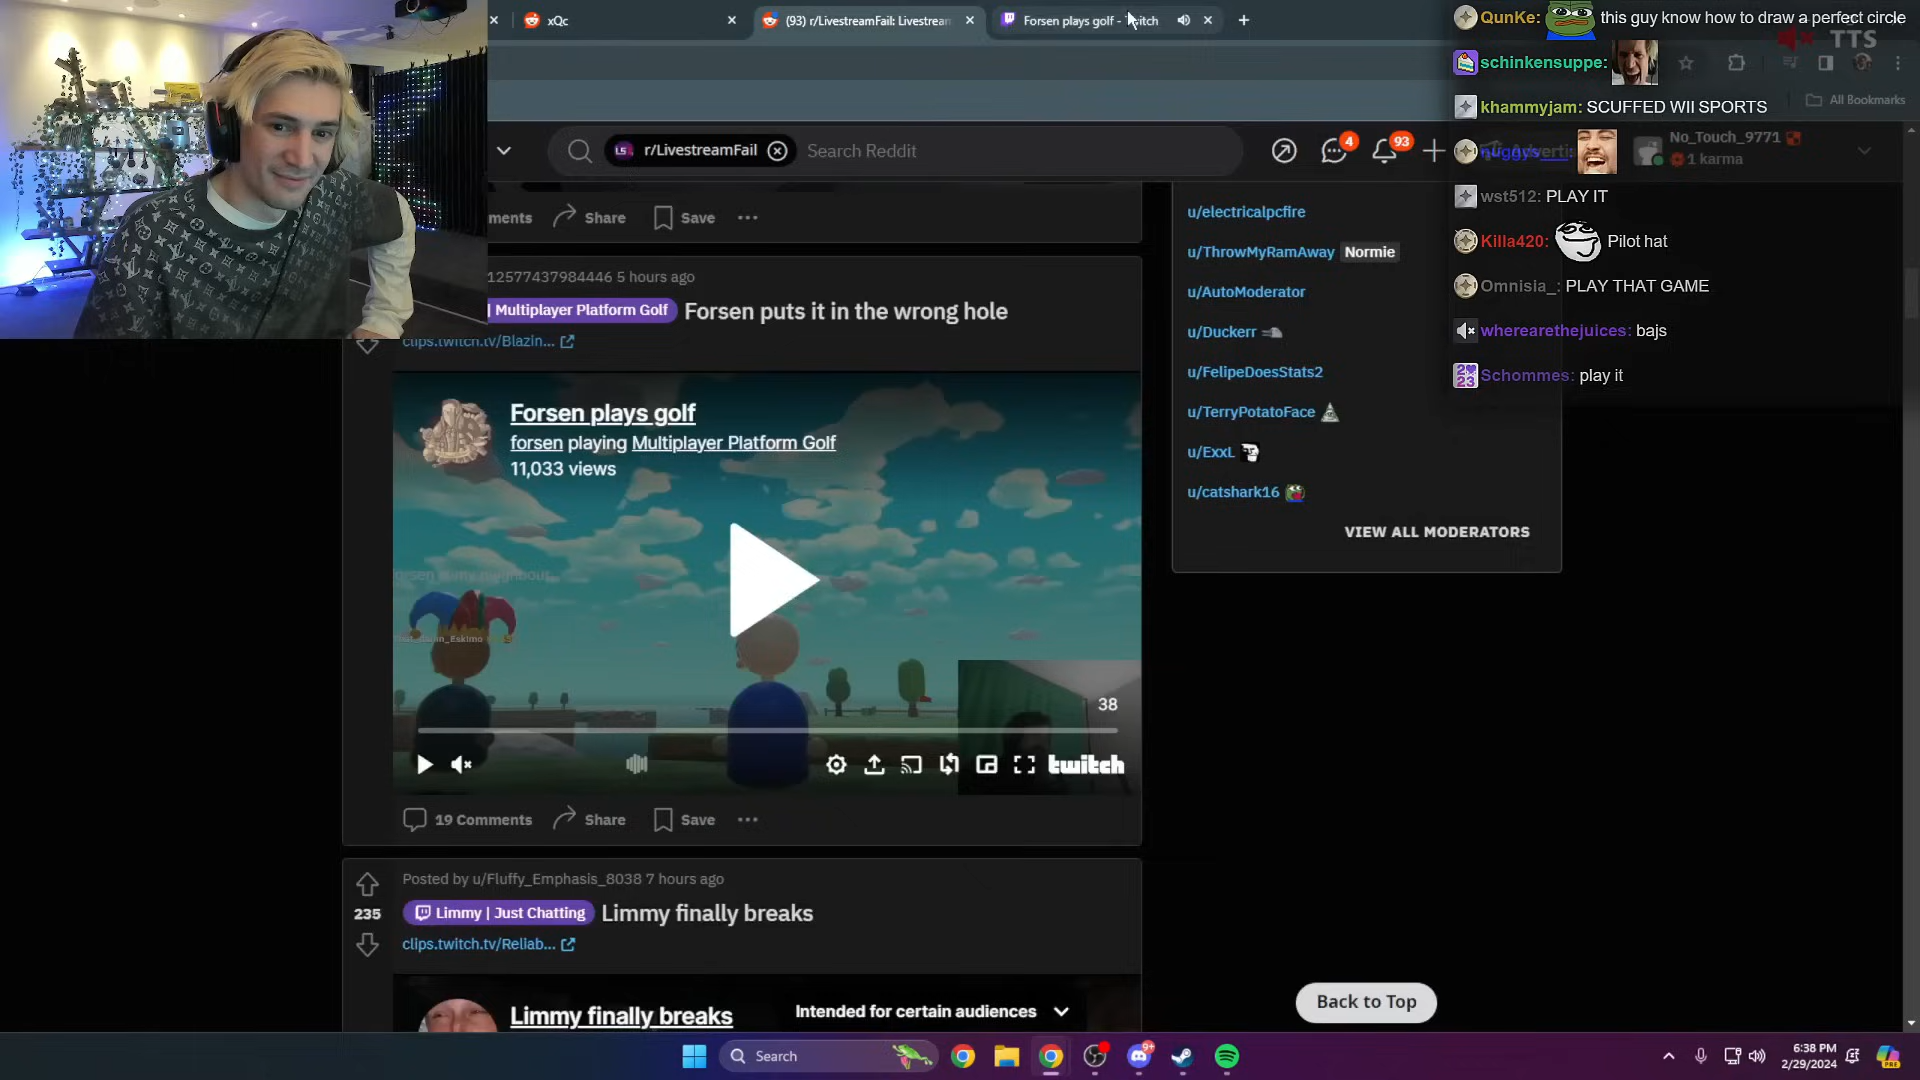 xQc
(93) r/LivestreamFail: Livestream
Forsen plays golf - Twitch
QunKe: this guy know how to draw a perfect circle
TTS
schinkensuppe:
khammyjam: SCUFFED WII SPORTS
All Bookmarks
r/LivestreamFail
Search Reddit
4
93
No_Touch_9771
1 karma
wst512: PLAY IT
Killa420: Pilot hat
Omnisia_: PLAY THAT GAME
wherearethejuices: bajs
Schommes: play it
ments
Share
Save
u/electricalpcfire
u/ThrowMyRamAway Normie
u/AutoModerator
u/Duckerr
u/FelipeDoesStats2
u/TerryPotatoFace
u/ExxL
u/catshark16
VIEW ALL MODERATORS
12577437984446 5 hours ago
| Multiplayer Platform Golf
Forsen puts it in the wrong hole
clips.twitch.tv/Blazin...
Forsen plays golf
forsen playing Multiplayer Platform Golf
11,033 views
38
twitch
19 Comments
Share
Save
Posted by u/Fluffy_Emphasis_8038 7 hours ago
235
Limmy | Just Chatting
Limmy finally breaks
clips.twitch.tv/Reliab...
Limmy finally breaks
Intended for certain audiences
Back to Top
Search
9+
6:38 PM
2/29/2024